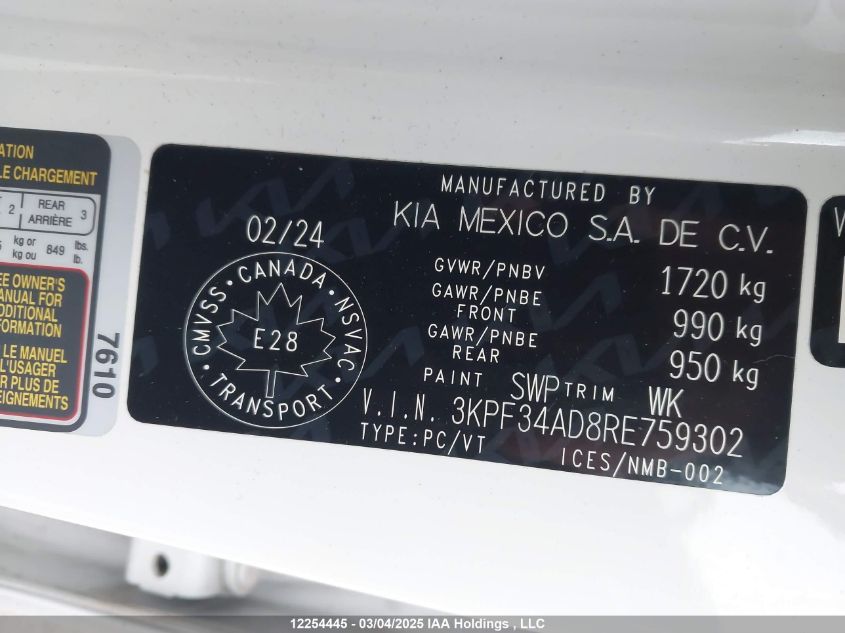 ATION
LE CHARGEMENT
2 REAR ARRIÈRE 3
kg or kg ou 849 lbs. lb.
EE OWNER'S
ANUAL FOR
ADDITIONAL
FORMATION
LE MANUEL
L'USAGER
R PLUS DE
EIGNEMENTS
7610
MANUFACTURED BY
KIA MEXICO S.A. DE C.V.
02/24
CANADA
CMVSS · NSVAC
E28
TRANSPORT
GVWR/PNBV 1720 kg
GAWR/PNBE FRONT 990 kg
GAWR/PNBE REAR 950 kg
PAINT SWP TRIM WK
V.I.N. 3KPF34AD8RE759302
TYPE:PC/VT ICES/NMB-002
12254445 - 03/04/2025 IAA Holdings , LLC